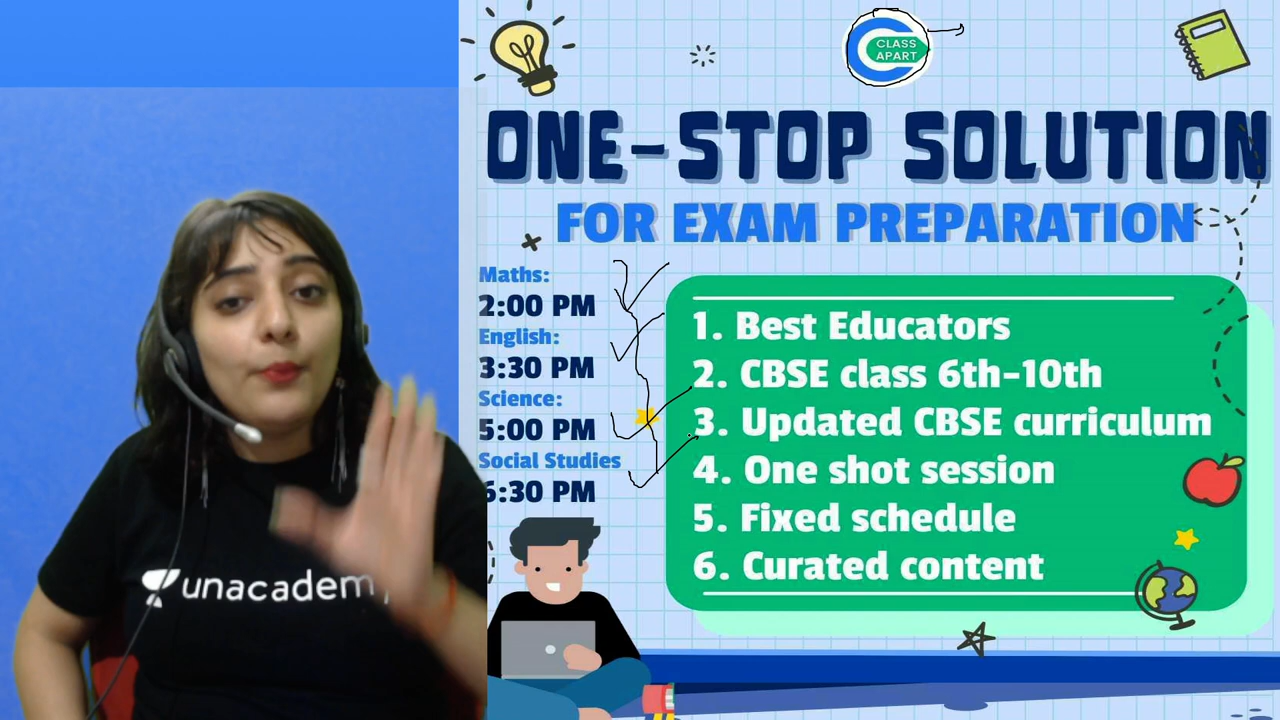 CLASS
APART
ONE-STOP SOLUTION
FOR EXAM PREPARATION
Maths:
2:00 PM
English:
3:30 PM
Science:
5:00 PM
Social Studies
6:30 PM
1. Best Educators
2. CBSE class 6th-10th
3. Updated CBSE curriculum
4. One shot session
5. Fixed schedule
6. Curated content
unacademy